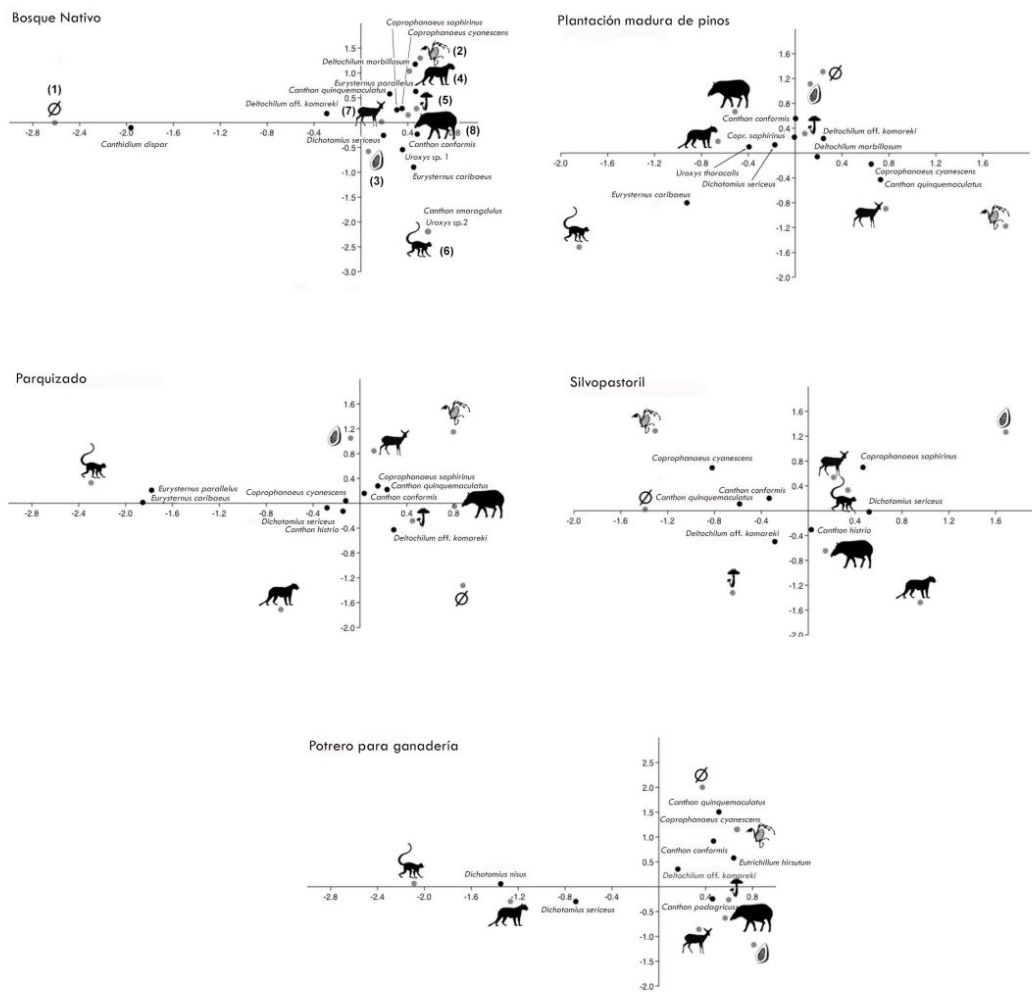 Bosque Nativo
Coprophanaeus saphirinus
Coprophanaeus cyanescens
1.5
(2)
Deltochilum morbillosum
1.0
(4)
(1)
Eurysternus parallelus
Ø
Canthon quinquemaculatus
0.5
(5)
Deltochilum aff. komareki
(7)
(8)
-2.8 -2.4 -2.0 -1.6 -1.2 -0.8 -0.4 0.8
Canthidium dispar
Dichotomius sericeus
Canthon conformis
-0.5
Uroxys sp. 1
(3)
-1.0
Eurysternus caribaeus
-1.5
Canthon smaragdulus
-2.0
Uroxys sp.2
-2.5
(6)
-3.0
Plantación madura de pinos
1.6
1.2
Ø
0.8
Canthon conformis
Copr. saphirinus
0.4
Deltochilum aff. komareki
Deltochilum morbillosum
-2.0 -1.6 -1.2 -0.8 -0.4 0.4 0.8 1.2 1.6 2.0
Uroxys thoracalis
Coprophanaeus cyanescens
Dichotomius sericeus
-0.4
Canthon quinquemaculatus
Eurysternus caribaeus
-0.8
-1.2
-1.6
-2.0
Parquizado
1.6
1.2
0.8
Eurysternus parallelus
Coprophanaeus saphirinus
0.4
Coprophanaeus cyanescens
Canthon quinquemaculatus
Eurysternus caribaeus
Canthon conformis
-2.8 -2.4 -2.0 -1.6 -1.2 -0.8 -0.4 0.4 0.8 1.2
Dichotomius sericeus
Canthon histrio
-0.4
Deltochilum aff. komareki
-0.8
-1.2
-1.6
Ø
-2.0
Silvopastoril
1.6
1.2
Coprophanaeus cyanescens
0.8
Coprophanaeus saphirinus
Ø
Canthon conformis
Canthon quinquemaculatus
0.4
Dichotomius sericeus
-2.0 -1.6 -1.2 -0.8 -0.4 0.4 0.8 1.2 1.6
Deltochilum aff. komareki
-0.4
Canthon histrio
-0.8
-1.2
-1.6
-2.0
Potrero para ganadería
2.5
Ø
2.0
Canthon quinquemaculatus
1.5
Coprophanaeus cyanescens
1.0
Canthon conformis
0.5
Eutrichillum hirsutum
Deltochilum aff. komareki
Dichotomius nisus
-2.8 -2.4 -2.0 -1.6 -1.2 -0.8 -0.4 0.4 0.8
Dichotomius sericeus
Canthon podagricus
-0.5
-1.0
-1.5
-2.0